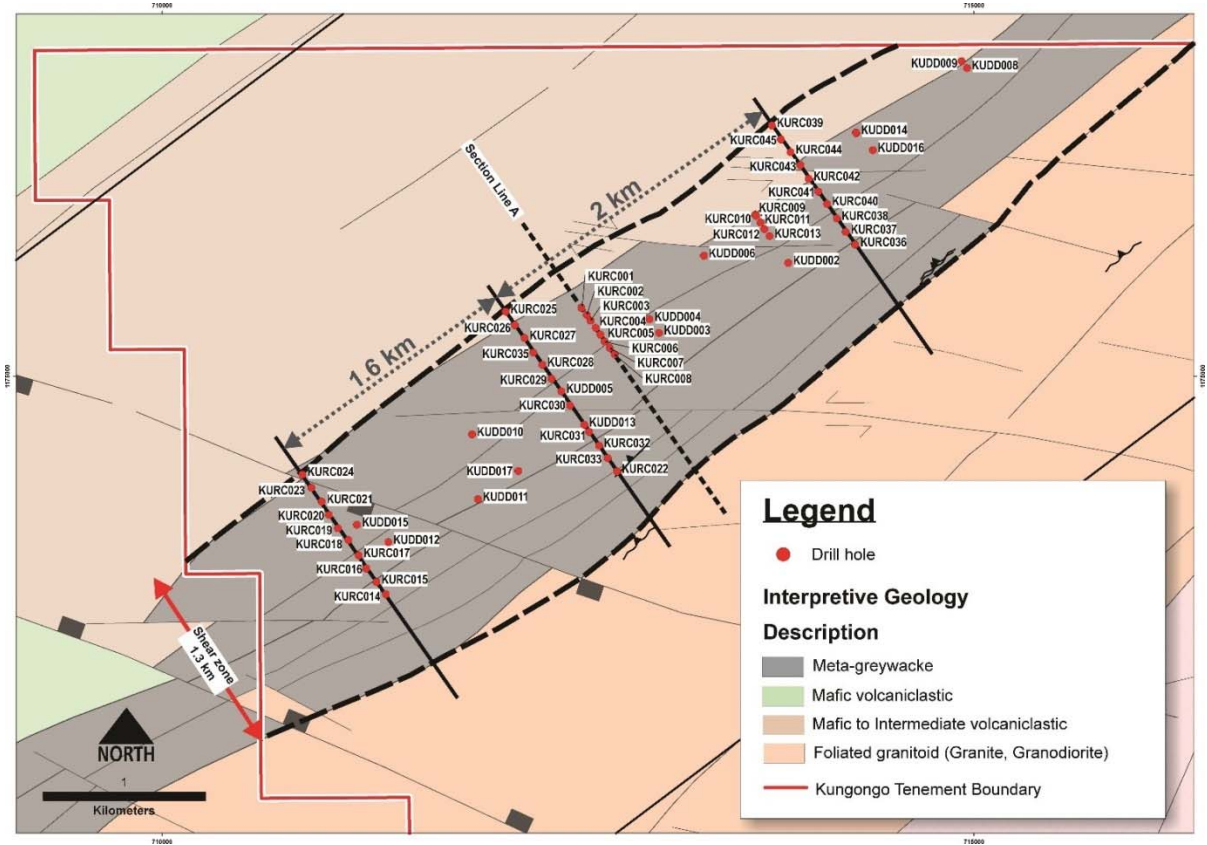 710000
715000
KUDD009
KUDD008
KURC039
KURC045
KUDD014
KURC044
KUDD016
KURC043
KURC042
KURC041
KURC009
KURC040
KURC010
KURC011
KURC038
KURC012
KURC013
KURC037
KURC036
KUDD006
KUDD002
2 km
Section Line A
KURC001
KURC002
KURC003
KURC004
KUDD004
KURC005
KUDD003
KURC006
KURC007
KURC008
KURC025
KURC026
KURC027
KURC035
KURC028
KURC029
KUDD005
KURC030
KUDD013
KURC031
KURC032
KURC033
KURC022
1.6 km
KUDD010
KUDD017
KUDD011
KURC024
KURC023
KURC021
KURC020
KUDD015
KURC019
KURC018
KUDD012
KURC017
KURC016
KURC015
KURC014
Shear zone
1.3 km
NORTH
1
Kilometers
Legend
Drill hole
Interpretive Geology
Description
Meta-greywacke
Mafic volcaniclastic
Mafic to Intermediate volcaniclastic
Foliated granitoid (Granite, Granodiorite)
Kungongo Tenement Boundary
710000
715000